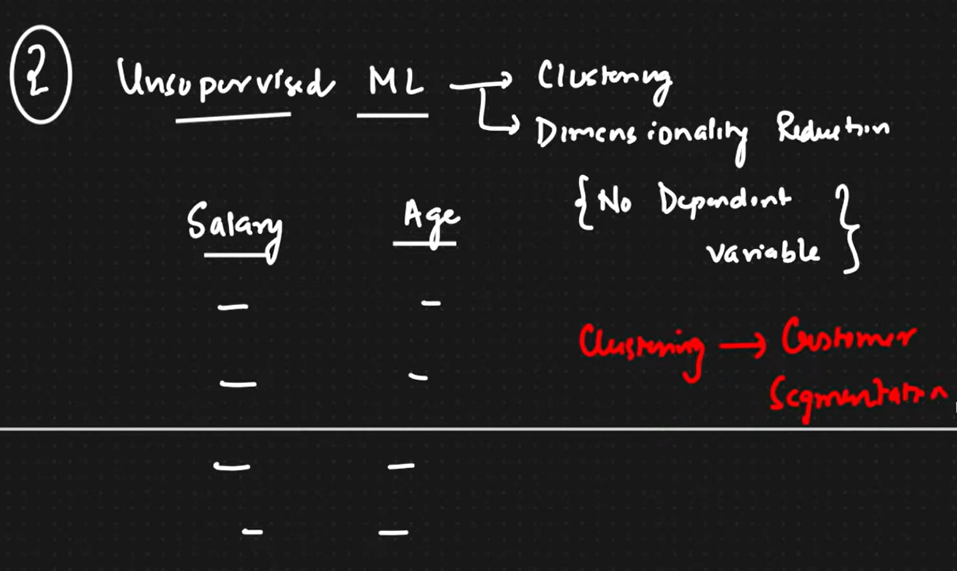 2 Unsupervised ML → Clustering
→ Dimensionality Reduction
{ No Dependent
variable }
Salary Age
— —
— —
Clustering → Customer
Segmentation
— —
— —